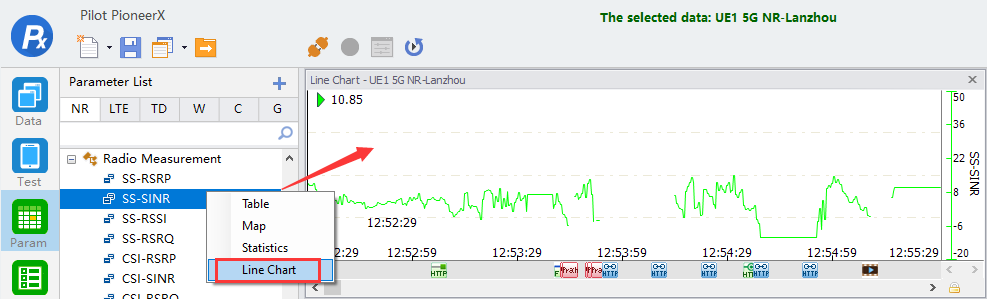 Pilot PioneerX
The selected data: UE1 5G NR-Lanzhou
Px
Data
Test
Param
Parameter List
NR LTE TD W C G
Radio Measurement
SS-RSRP
SS-SINR
SS-RSSI
SS-RSRQ
CSI-RSRP
CSI-SINR
CSI-RSRQ
Table
Map
Statistics
Line Chart
Line Chart - UE1 5G NR-Lanzhou
10.85
50
36
22
8
-6
-20
SS-SINR
12:52:29
2:29 12:52:59 12:53:29 12:53:59 12:54:29 12:54:59 12:55:29
HTTP HTTP HTTP HTTP HTTP HTTP